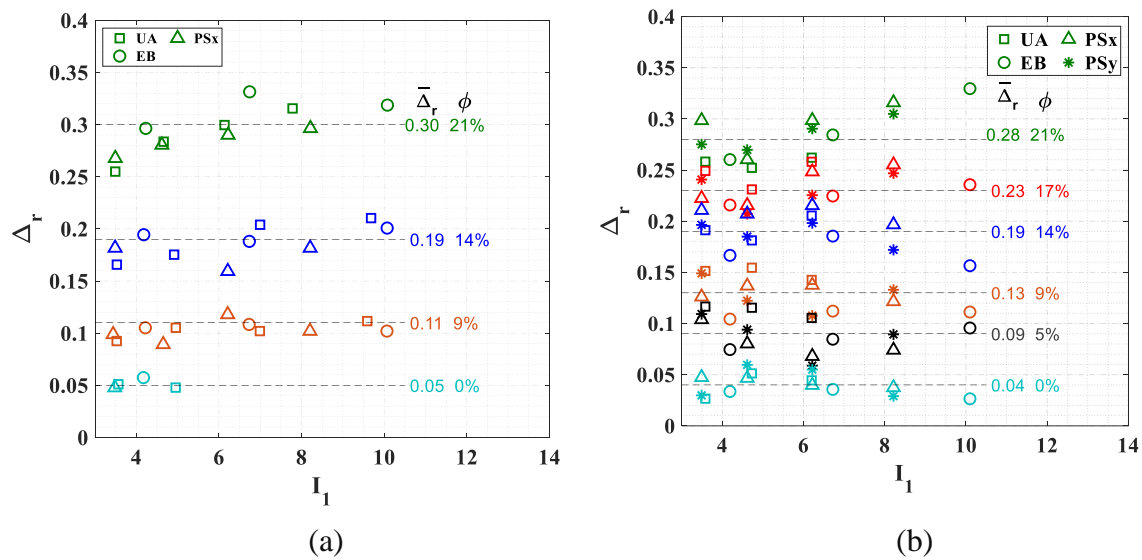 0.4
0.35
0.3
0.25
0.2
0.15
0.1
0.05
0
Δr
UA PSx
EB
Δ̄r ϕ
0.30 21%
0.19 14%
0.11 9%
0.05 0%
4 6 8 10 12 14
I1
(a)
0.4
0.35
0.3
0.25
0.2
0.15
0.1
0.05
0
Δr
UA PSx
EB PSy
Δ̄r ϕ
0.28 21%
0.23 17%
0.19 14%
0.13 9%
0.09 5%
0.04 0%
4 6 8 10 12 14
I1
(b)